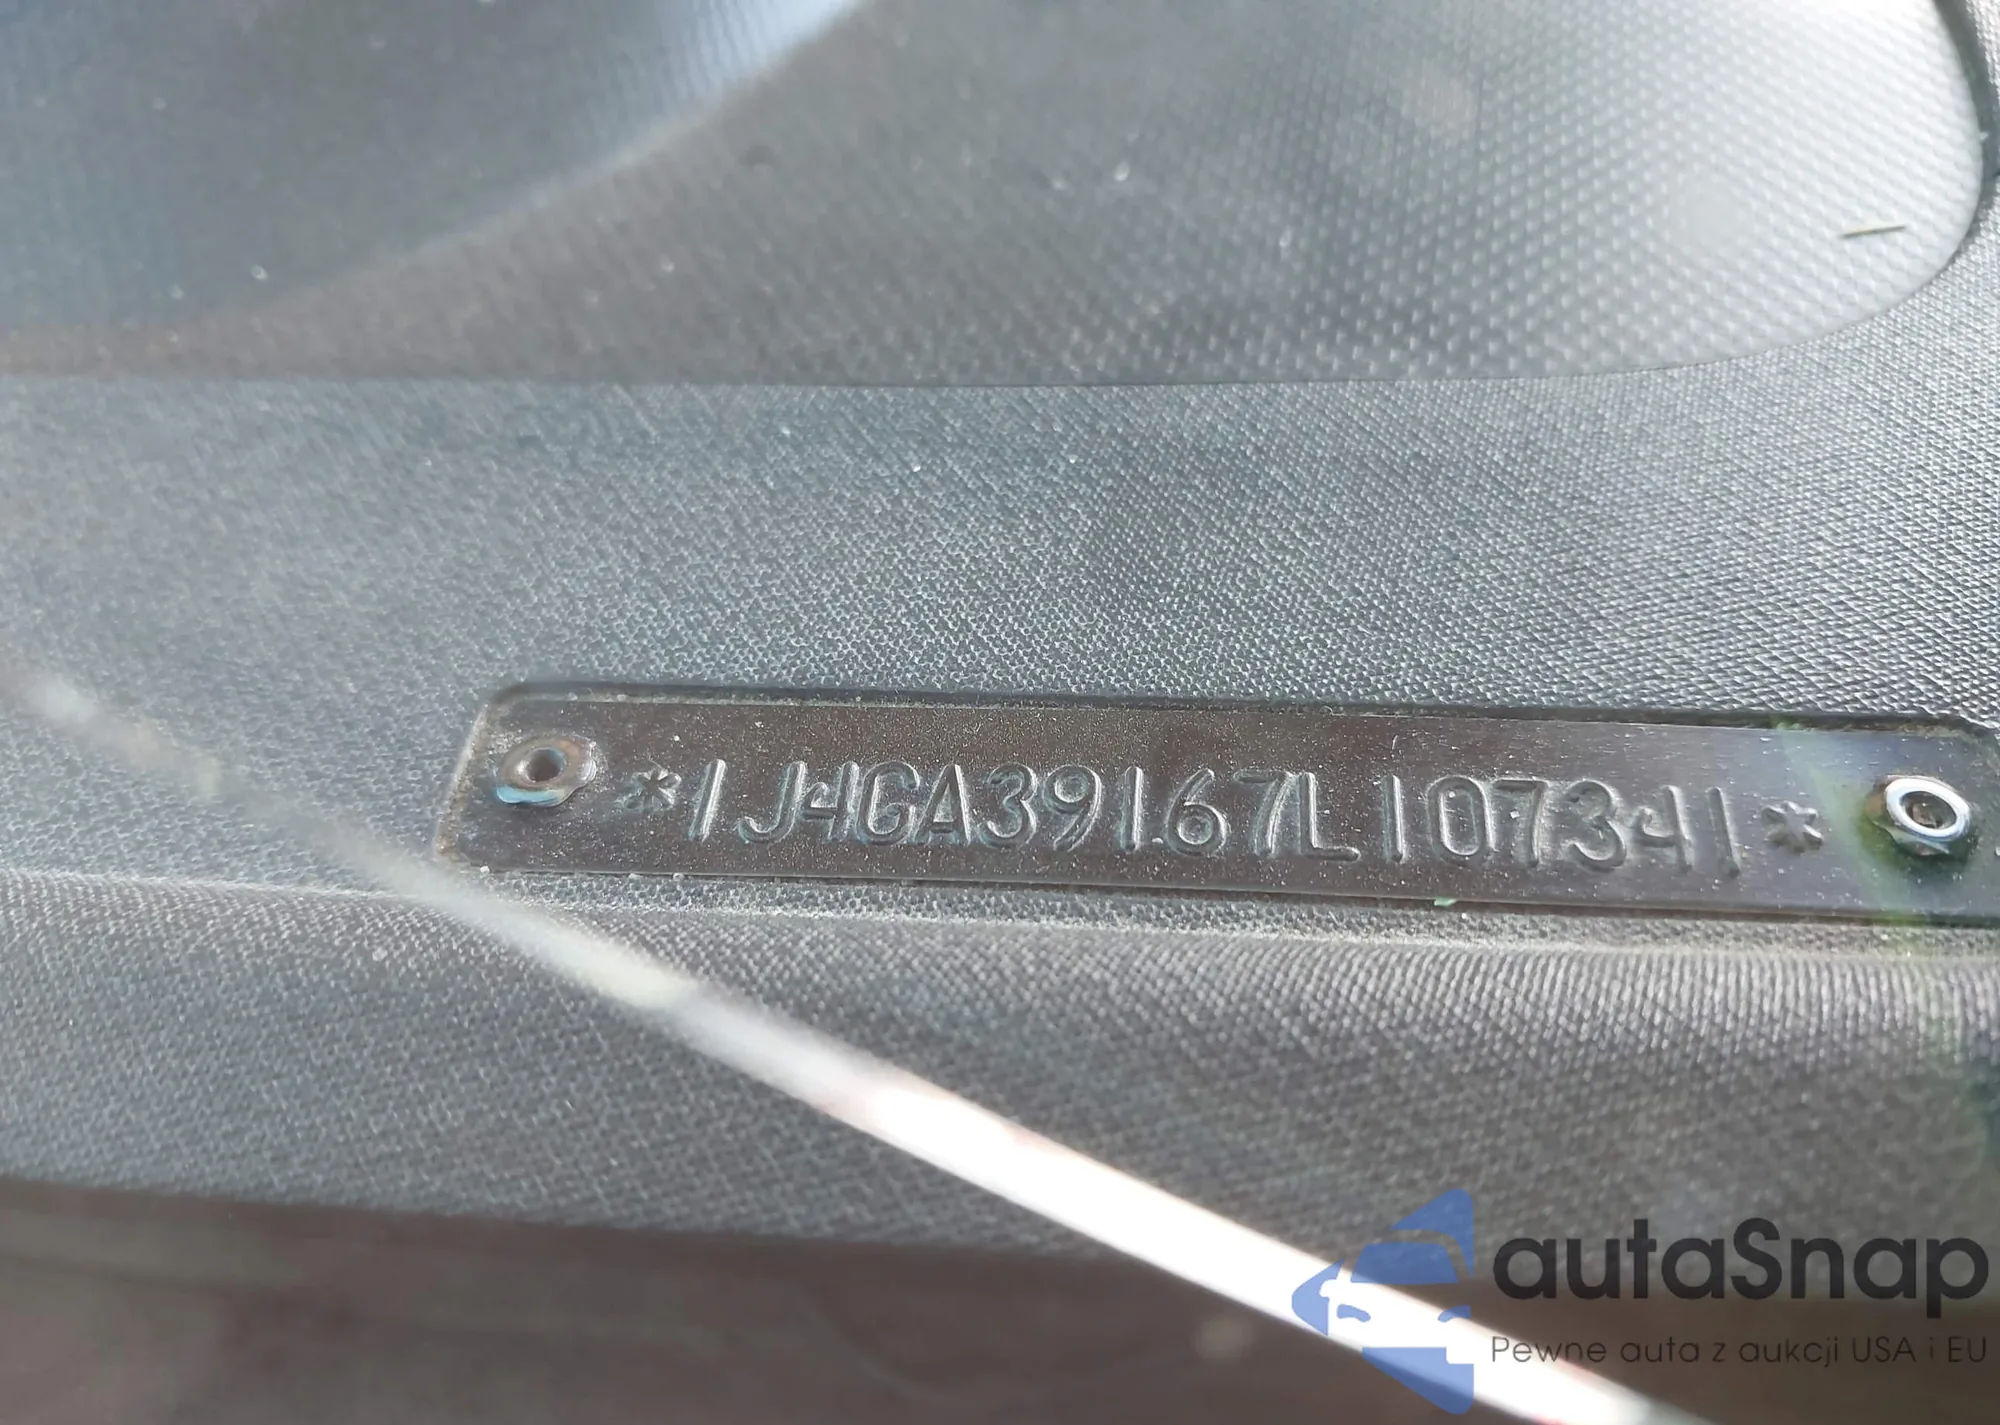 *1J4GA39167L107341*
autaSnap
Pewne auta z aukcji USA i EU